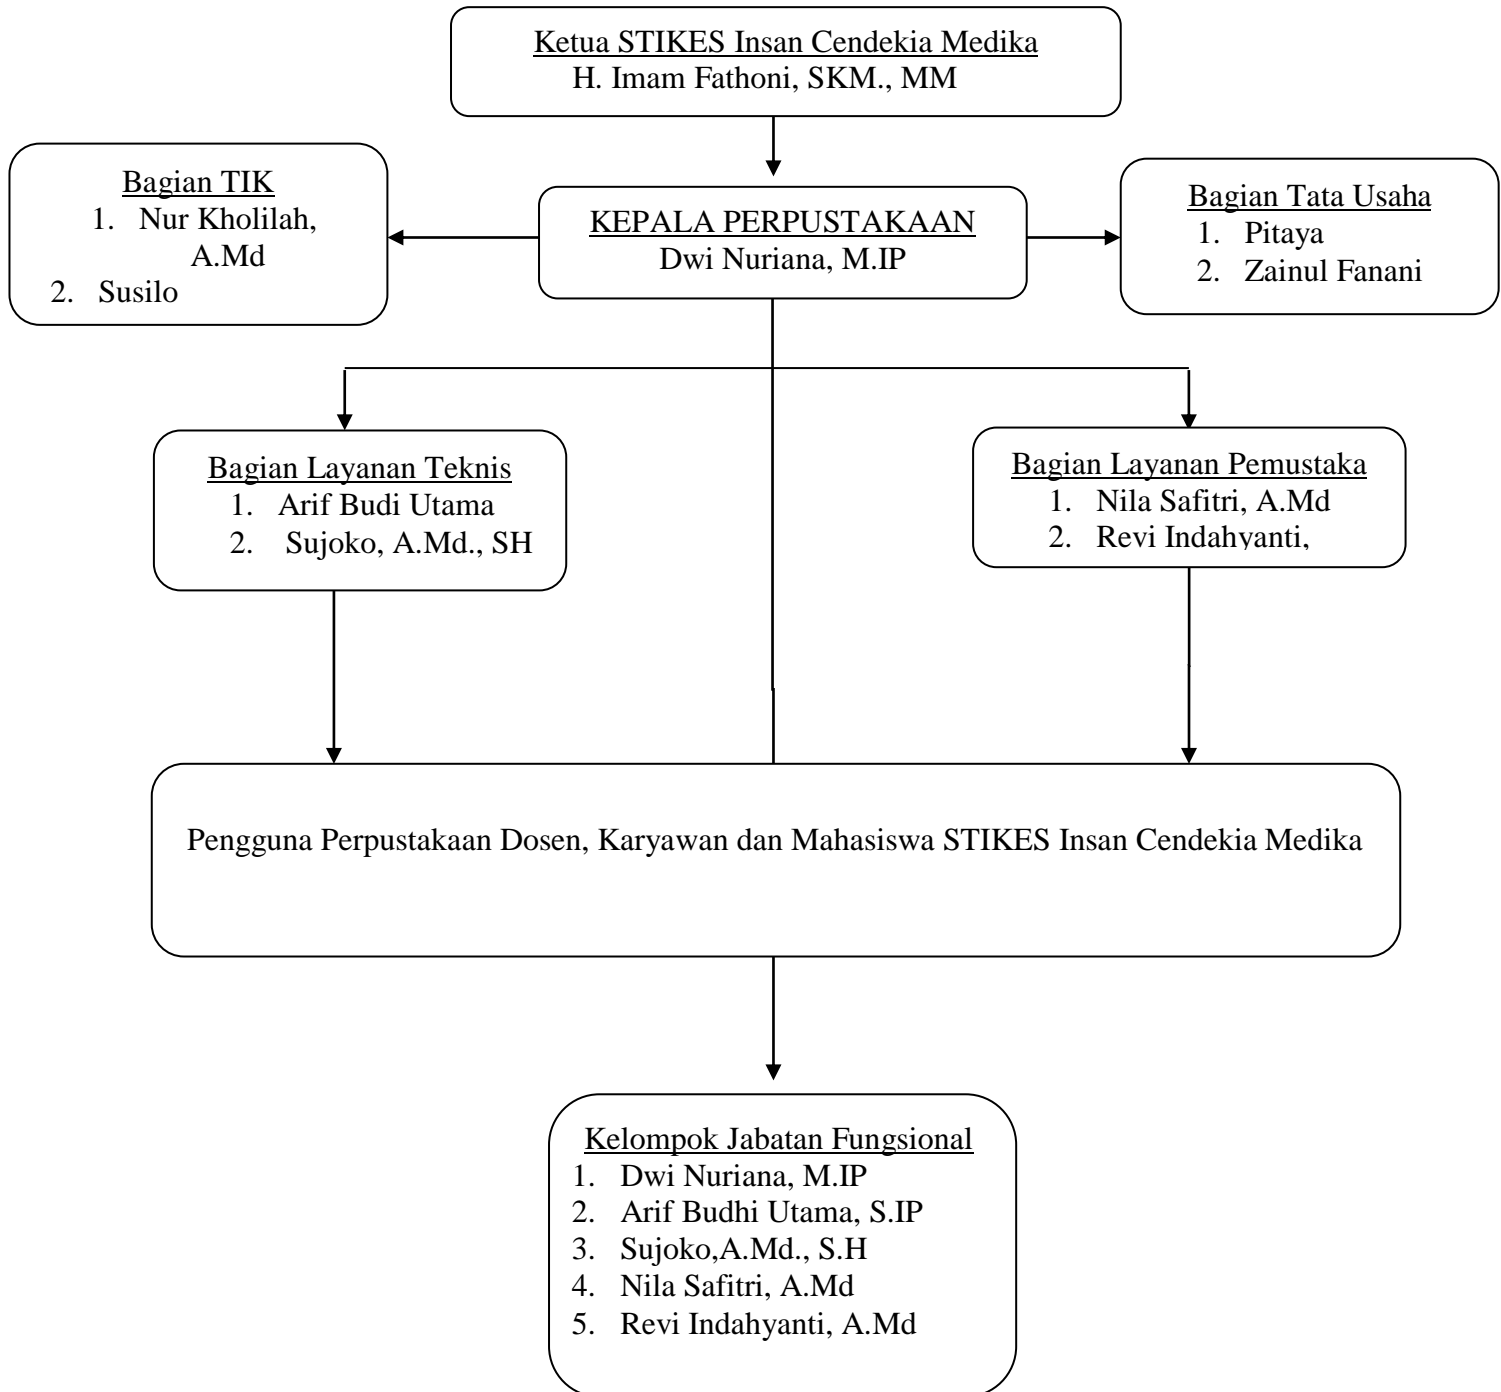 Ketua STIKES Insan Cendekia Medika
H. Imam Fathoni, SKM., MM
Bagian TIK
1. Nur Kholilah,
A.Md
2. Susilo
KEPALA PERPUSTAKAAN
Dwi Nuriana, M.IP
Bagian Tata Usaha
1. Pitaya
2. Zainul Fanani
Bagian Layanan Teknis
1. Arif Budi Utama
2. Sujoko, A.Md., SH
Bagian Layanan Pemustaka
1. Nila Safitri, A.Md
2. Revi Indahyanti,
Pengguna Perpustakaan Dosen, Karyawan dan Mahasiswa STIKES Insan Cendekia Medika
Kelompok Jabatan Fungsional
1. Dwi Nuriana, M.IP
2. Arif Budhi Utama, S.IP
3. Sujoko,A.Md., S.H
4. Nila Safitri, A.Md
5. Revi Indahyanti, A.Md